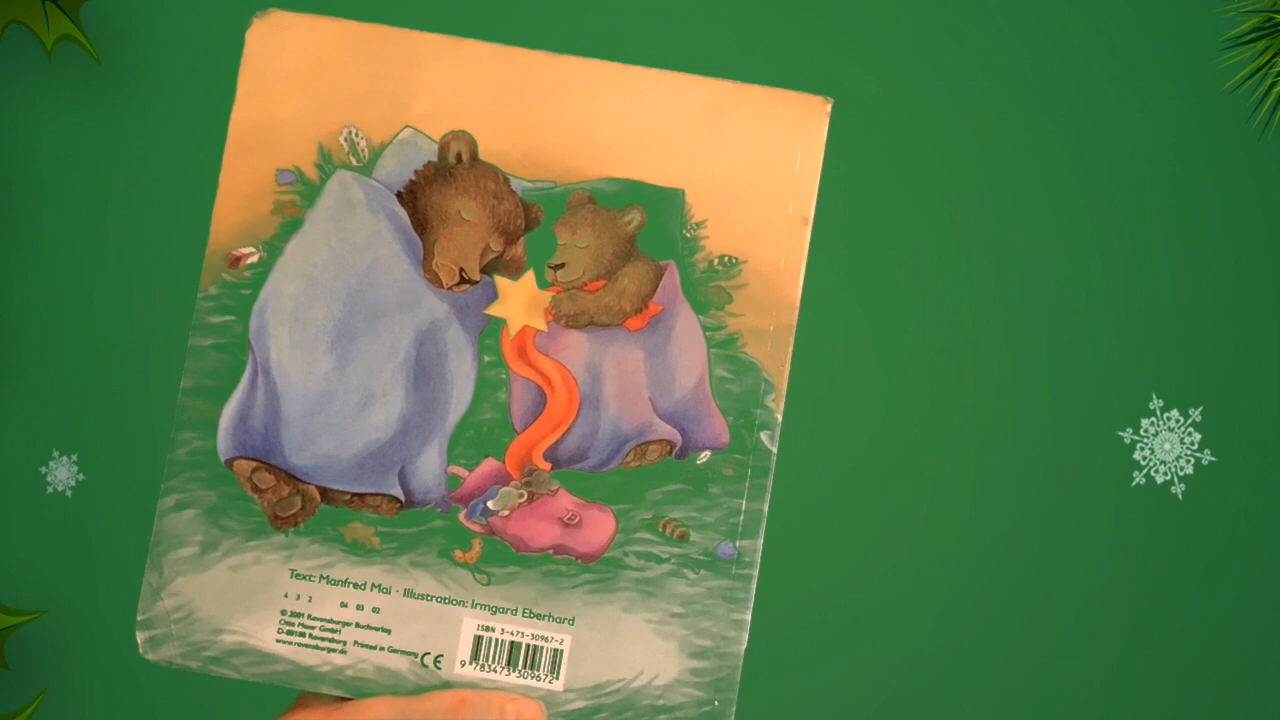 Text: Manfred Mai · Illustration: Irmgard Eberhard
4 3 2 04 03 02
© 2001 Ravensburger Buchverlag
Otto Maier GmbH
D-88188 Ravensburg · Printed in Germany
www.ravensburger.de
CE
ISBN 3-473-30967-2
9 783473 309672